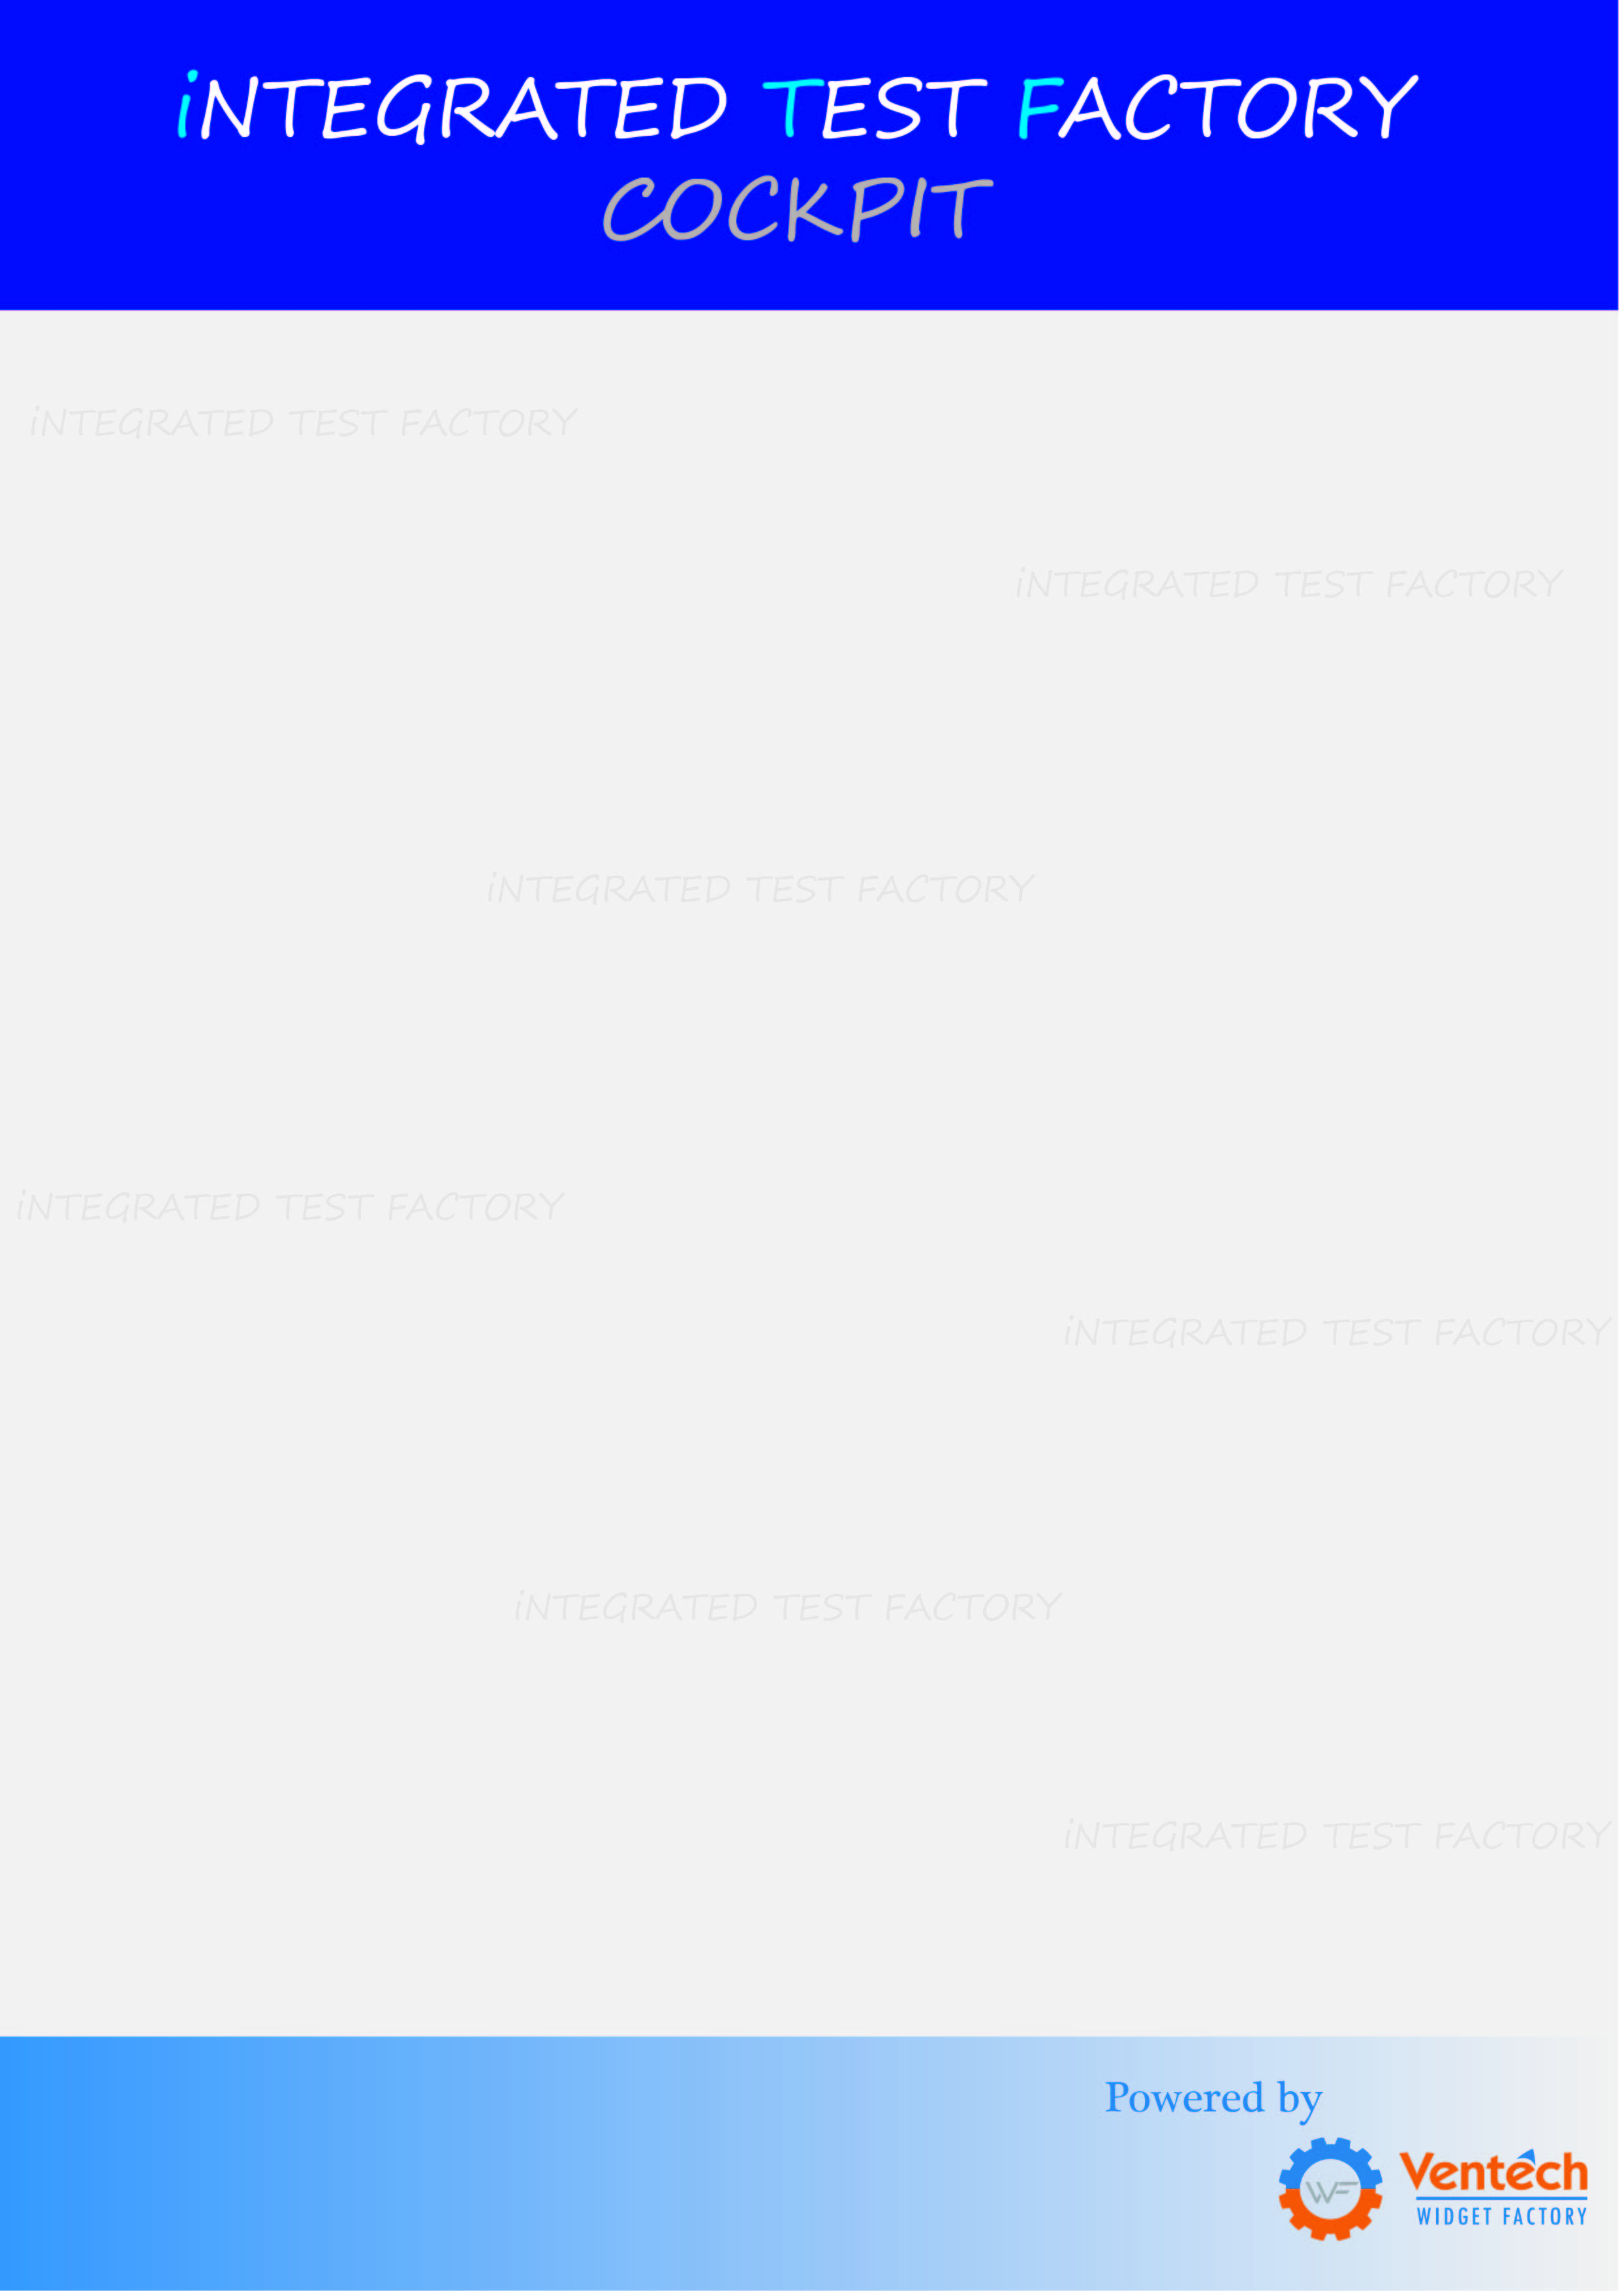 iNTEGRATED TEST FACTORY
COCKPIT
iNTEGRATED TEST FACTORY
iNTEGRATED TEST FACTORY
iNTEGRATED TEST FACTORY
iNTEGRATED TEST FACTORY
iNTEGRATED TEST FACTORY
iNTEGRATED TEST FACTORY
iNTEGRATED TEST FACTORY
Powered by
WF
Ventech
WIDGET FACTORY